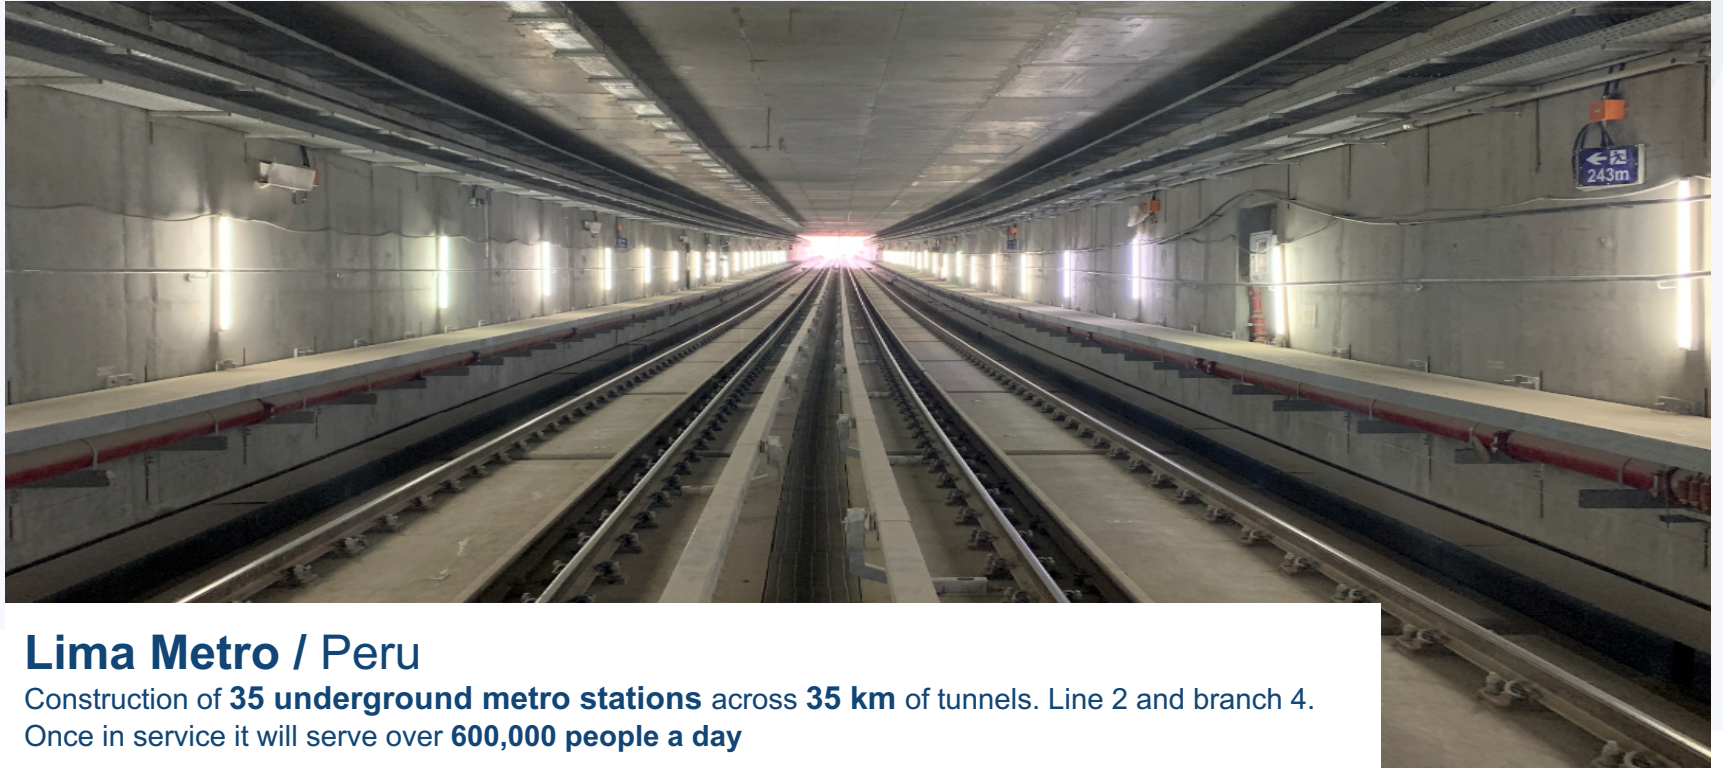 243m
Lima Metro / Peru
Construction of 35 underground metro stations across 35 km of tunnels. Line 2 and branch 4.
Once in service it will serve over 600,000 people a day